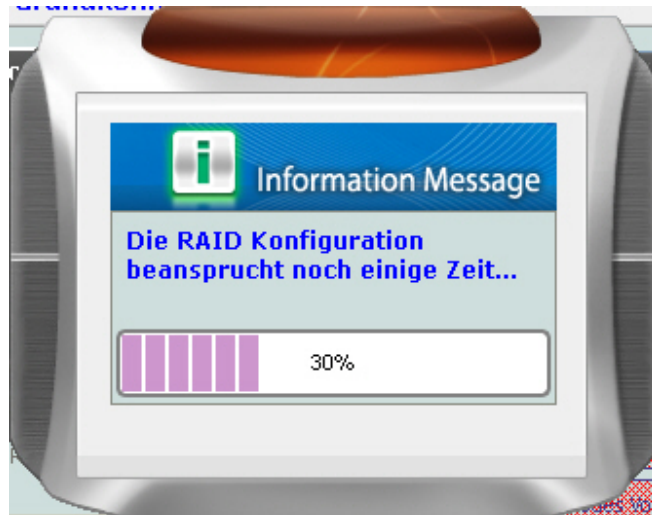 Information Message
Die RAID Konfiguration
beansprucht noch einige Zeit...
30%